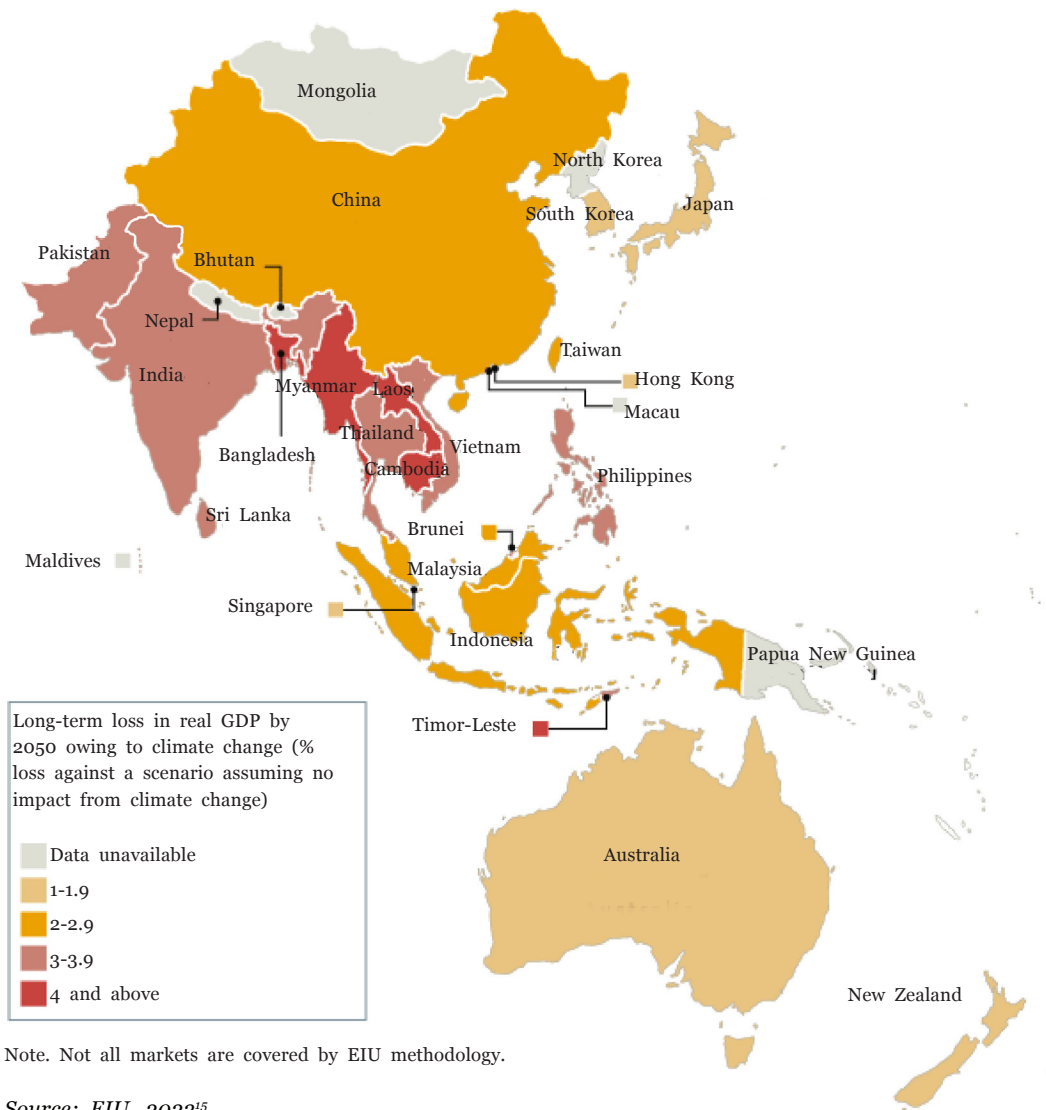 Mongolia
North Korea
China
South Korea
Japan
Pakistan
Bhutan
Nepal
Taiwan
India
Myanmar
Laos
Hong Kong
Macau
Thailand
Bangladesh
Vietnam
Cambodia
Philippines
Sri Lanka
Brunei
Maldives
Malaysia
Singapore
Indonesia
Papua New Guinea
Timor-Leste
Long-term loss in real GDP by
2050 owing to climate change (%
loss against a scenario assuming no
impact from climate change)
Data unavailable
1-1.9
2-2.9
3-3.9
4 and above
Australia
New Zealand
Note. Not all markets are covered by EIU methodology.
Source: EIU, 2022¹⁵